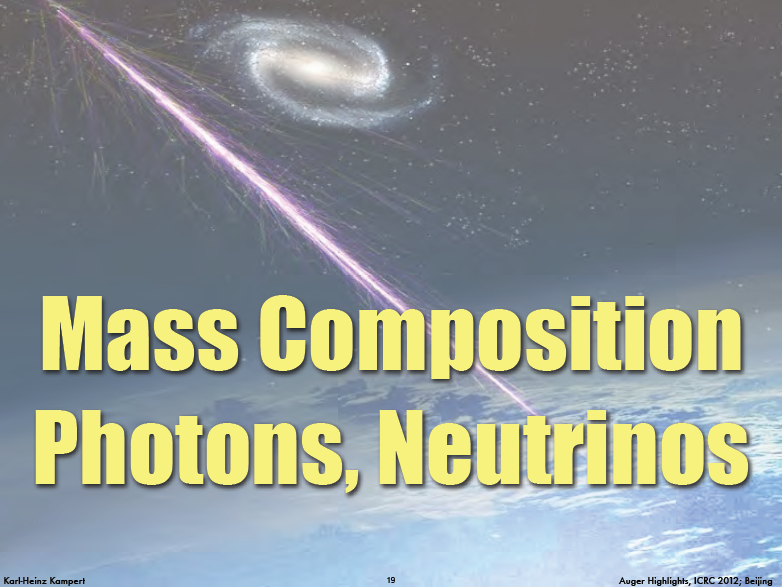 Mass Composition
Photons, Neutrinos
Karl-Heinz Kampert
19
Auger Highlights, ICRC 2012; Beijing